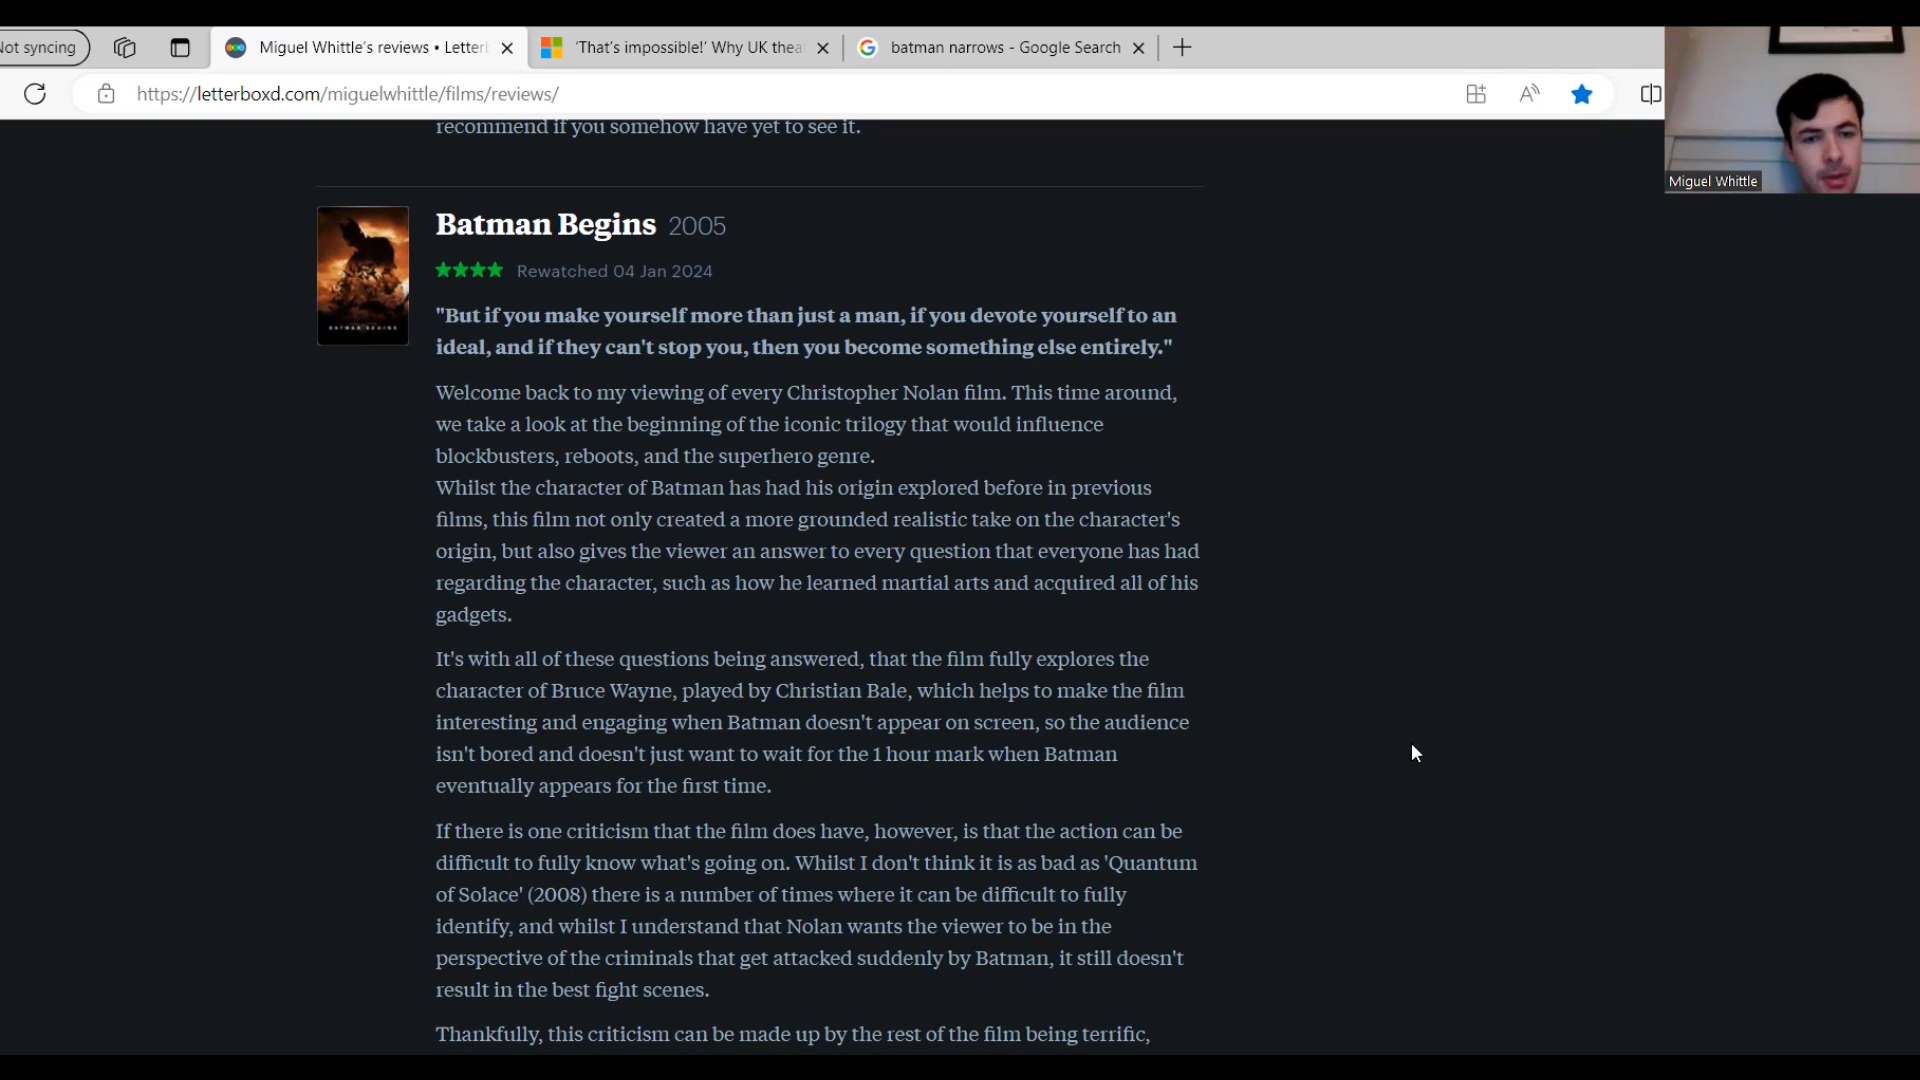 Not syncing
Miguel Whittle's reviews • Letterb
'That's impossible!' Why UK thea
batman narrows - Google Search
https://letterboxd.com/miguelwhittle/films/reviews/
Miguel Whittle
recommend if you somehow have yet to see it.
Batman Begins 2005
BATMAN BEGINS
★★★★ Rewatched 04 Jan 2024
"But if you make yourself more than just a man, if you devote yourself to an
ideal, and if they can't stop you, then you become something else entirely."
Welcome back to my viewing of every Christopher Nolan film. This time around,
we take a look at the beginning of the iconic trilogy that would influence
blockbusters, reboots, and the superhero genre.
Whilst the character of Batman has had his origin explored before in previous
films, this film not only created a more grounded realistic take on the character's
origin, but also gives the viewer an answer to every question that everyone has had
regarding the character, such as how he learned martial arts and acquired all of his
gadgets.
It's with all of these questions being answered, that the film fully explores the
character of Bruce Wayne, played by Christian Bale, which helps to make the film
interesting and engaging when Batman doesn't appear on screen, so the audience
isn't bored and doesn't just want to wait for the 1 hour mark when Batman
eventually appears for the first time.
If there is one criticism that the film does have, however, is that the action can be
difficult to fully know what's going on. Whilst I don't think it is as bad as 'Quantum
of Solace' (2008) there is a number of times where it can be difficult to fully
identify, and whilst I understand that Nolan wants the viewer to be in the
perspective of the criminals that get attacked suddenly by Batman, it still doesn't
result in the best fight scenes.
Thankfully, this criticism can be made up by the rest of the film being terrific,